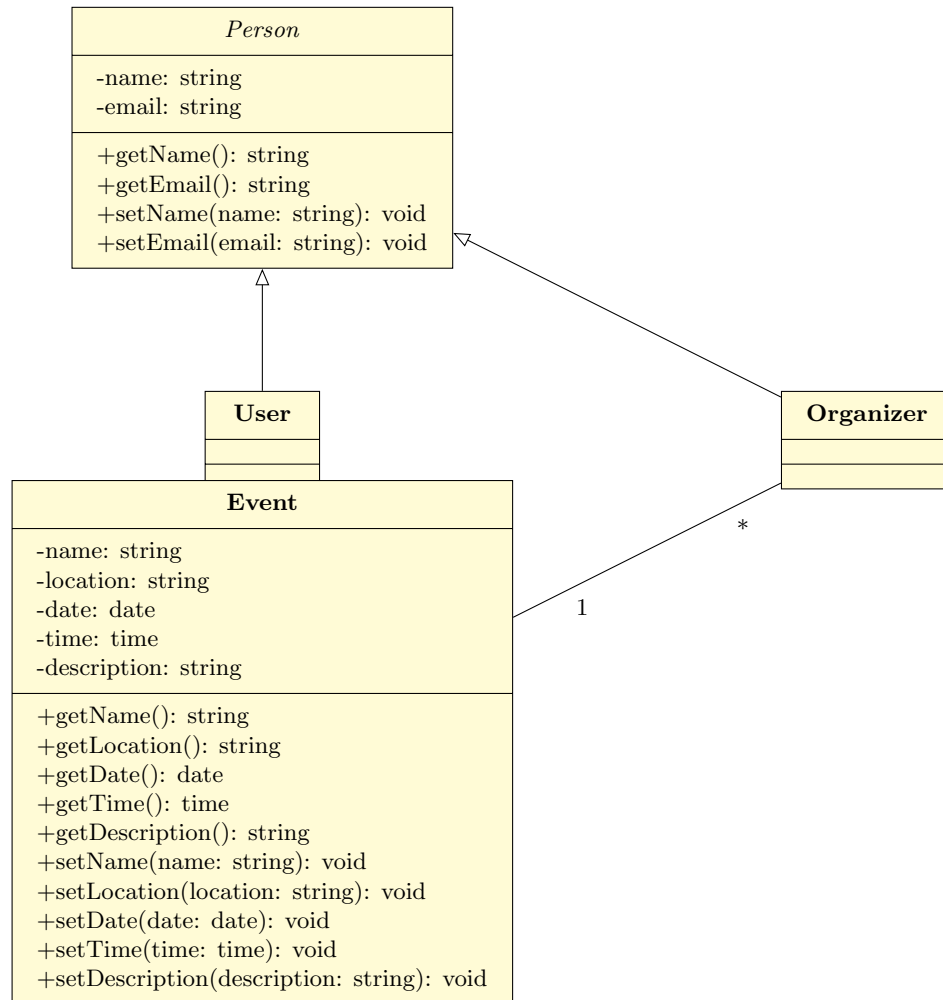 Person
-name: string
-email: string
+getName(): string
+getEmail(): string
+setName(name: string): void
+setEmail(email: string): void
User
Organizer
Event
-name: string
-location: string
-date: date
-time: time
-description: string
*
1
+getName(): string
+getLocation(): string
+getDate(): date
+getTime(): time
+getDescription(): string
+setName(name: string): void
+setLocation(location: string): void
+setDate(date: date): void
+setTime(time: time): void
+setDescription(description: string): void